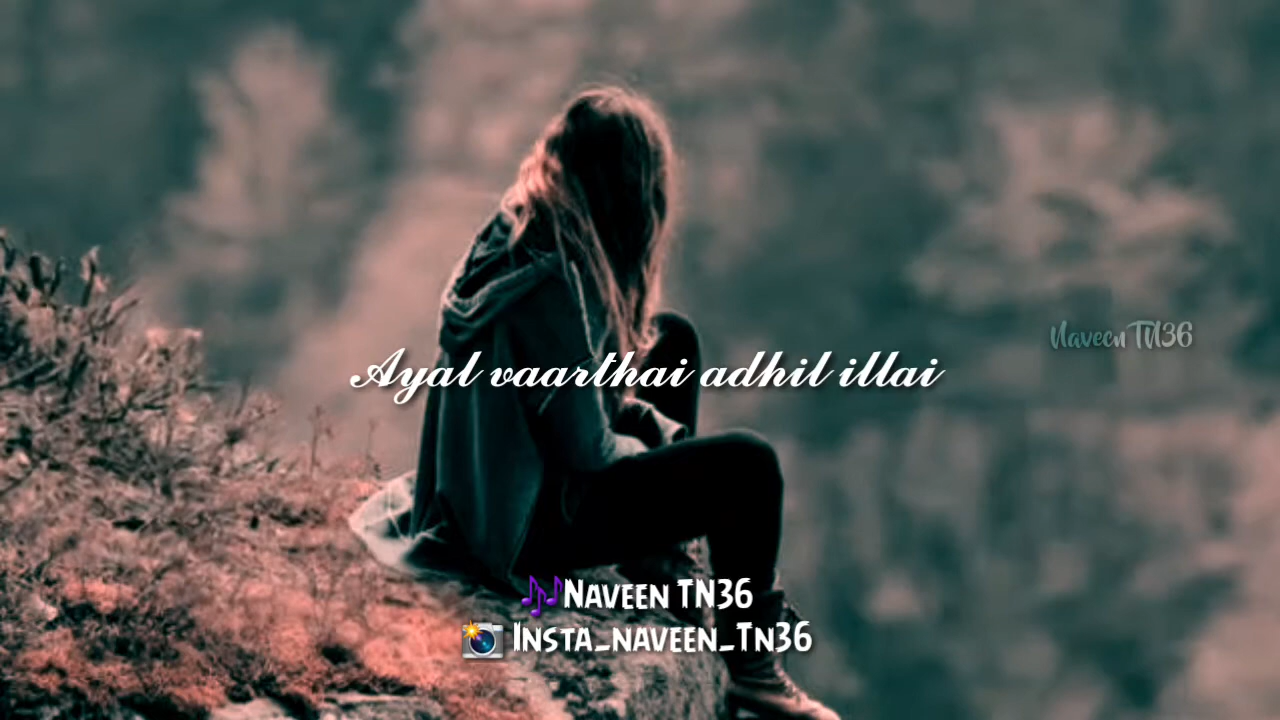 Naveen TN36
Ayal vaarthai adhil illai
🎶Naveen TN36
📸 Insta_naveen_Tn36